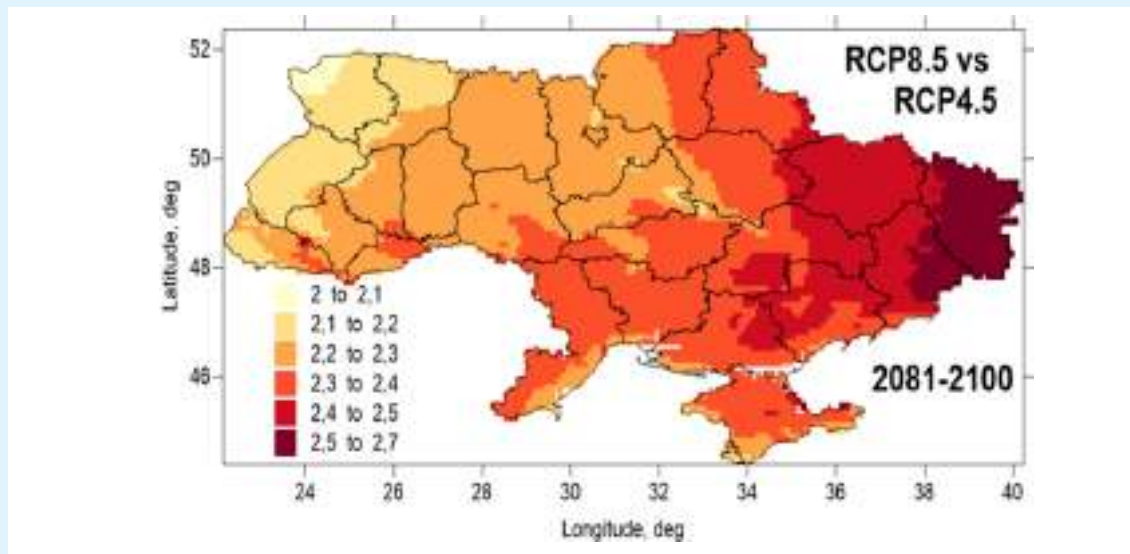 RCP8.5 vs
RCP4.5
52
50
48
46
Latitude, deg
2 to 2,1
2,1 to 2,2
2,2 to 2,3
2,3 to 2,4
2,4 to 2,5
2,5 to 2,7
2081-2100
24 26 28 30 32 34 36 38 40
Longitude, deg